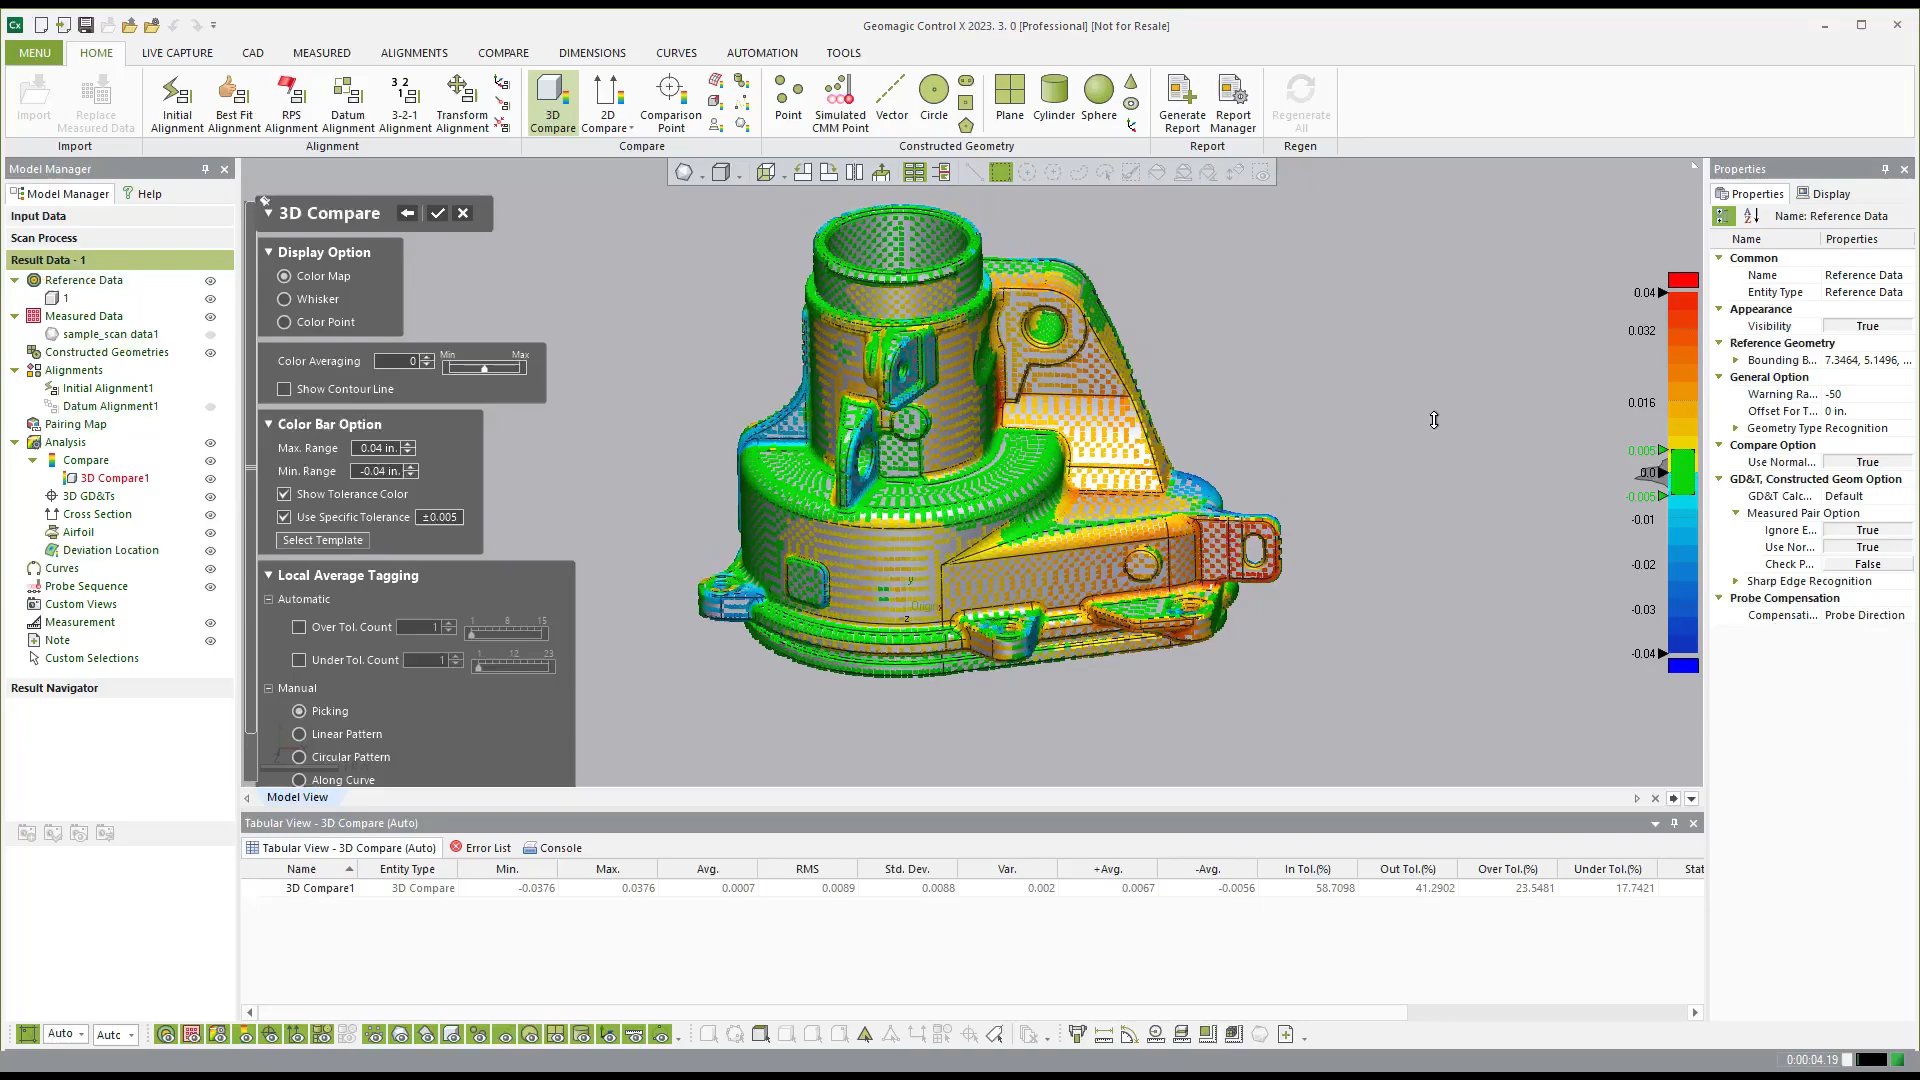 Cx
Geomagic Control X 2023. 3. 0 [Professional] [Not for Resale]
MENU HOME LIVE CAPTURE CAD MEASURED ALIGNMENTS COMPARE DIMENSIONS CURVES AUTOMATION TOOLS
Import
Replace Measured Data
Initial Alignment
Best Fit Alignment
RPS Alignment
Datum Alignment
3-2-1 Alignment
Transform Alignment
3D Compare
2D Compare
Comparison Point
Point
Simulated CMM Point
Vector
Circle
Plane
Cylinder
Sphere
Generate Report
Report Manager
Regenerate All
Import Alignment Compare Constructed Geometry Report Regen
Model Manager
Model Manager Help
Input Data
Scan Process
Result Data - 1
Reference Data
1
Measured Data
sample_scan data1
Constructed Geometries
Alignments
Initial Alignment1
Datum Alignment1
Pairing Map
Analysis
Compare
3D Compare1
3D GD&Ts
Cross Section
Airfoil
Deviation Location
Curves
Probe Sequence
Custom Views
Measurement
Note
Custom Selections
Result Navigator
3D Compare
Display Option
Color Map
Whisker
Color Point
Color Averaging 0 Min Max
Show Contour Line
Color Bar Option
Max. Range 0.04 in.
Min. Range -0.04 in.
Show Tolerance Color
Use Specific Tolerance ±0.005
Select Template
Local Average Tagging
Automatic
Over Tol. Count 1 1 8 15
Under Tol. Count 1 1 12 23
Manual
Picking
Linear Pattern
Circular Pattern
Along Curve
y
Origin x
z
0.04
0.032
0.016
0.005
0.0
-0.005
-0.01
-0.02
-0.03
-0.04
Properties
Properties Display
Name: Reference Data
Name Properties
Common
Name Reference Data
Entity Type Reference Data
Appearance
Visibility True
Reference Geometry
Bounding B... 7.3464, 5.1496, ...
General Option
Warning Ra... -50
Offset For T... 0 in.
Geometry Type Recognition
Compare Option
Use Normal... True
GD&T, Constructed Geom Option
GD&T Calc... Default
Measured Pair Option
Ignore E... True
Use Nor... True
Check P... False
Sharp Edge Recognition
Probe Compensation
Compensati... Probe Direction
Model View
Tabular View - 3D Compare (Auto)
Tabular View - 3D Compare (Auto) Error List Console
Name Entity Type Min. Max. Avg. RMS Std. Dev. Var. +Avg. -Avg. In Tol.(%) Out Tol.(%) Over Tol.(%) Under Tol.(%) Stat
3D Compare1 3D Compare -0.0376 0.0376 0.0007 0.0089 0.0088 0.002 0.0067 -0.0056 58.7098 41.2902 23.5481 17.7421
Auto Auto
0:00:04.19